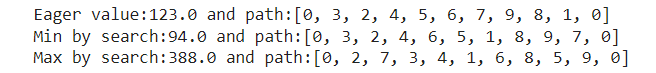 Eager value:123.0 and path:[0, 3, 2, 4, 5, 6, 7, 9, 8, 1, 0]
Min by search:94.0 and path:[0, 3, 2, 4, 6, 5, 1, 8, 9, 7, 0]
Max by search:388.0 and path:[0, 2, 7, 3, 4, 1, 6, 8, 5, 9, 0]